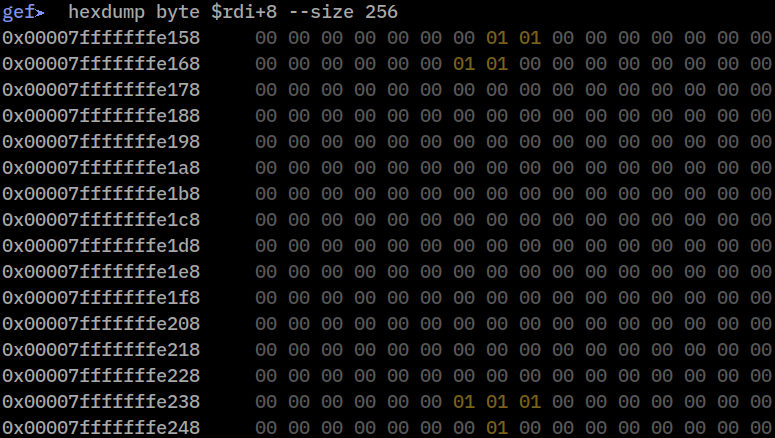 gef➤  hexdump byte $rdi+8 --size 256
0x00007fffffffe158     00 00 00 00 00 00 00 01 01 00 00 00 00 00 00 00
0x00007fffffffe168     00 00 00 00 00 00 01 01 00 00 00 00 00 00 00 00
0x00007fffffffe178     00 00 00 00 00 00 00 00 00 00 00 00 00 00 00 00
0x00007fffffffe188     00 00 00 00 00 00 00 00 00 00 00 00 00 00 00 00
0x00007fffffffe198     00 00 00 00 00 00 00 00 00 00 00 00 00 00 00 00
0x00007fffffffe1a8     00 00 00 00 00 00 00 00 00 00 00 00 00 00 00 00
0x00007fffffffe1b8     00 00 00 00 00 00 00 00 00 00 00 00 00 00 00 00
0x00007fffffffe1c8     00 00 00 00 00 00 00 00 00 00 00 00 00 00 00 00
0x00007fffffffe1d8     00 00 00 00 00 00 00 00 00 00 00 00 00 00 00 00
0x00007fffffffe1e8     00 00 00 00 00 00 00 00 00 00 00 00 00 00 00 00
0x00007fffffffe1f8     00 00 00 00 00 00 00 00 00 00 00 00 00 00 00 00
0x00007fffffffe208     00 00 00 00 00 00 00 00 00 00 00 00 00 00 00 00
0x00007fffffffe218     00 00 00 00 00 00 00 00 00 00 00 00 00 00 00 00
0x00007fffffffe228     00 00 00 00 00 00 00 00 00 00 00 00 00 00 00 00
0x00007fffffffe238     00 00 00 00 00 00 01 01 01 00 00 00 00 00 00 00
0x00007fffffffe248     00 00 00 00 00 00 00 01 00 00 00 00 00 00 00 00